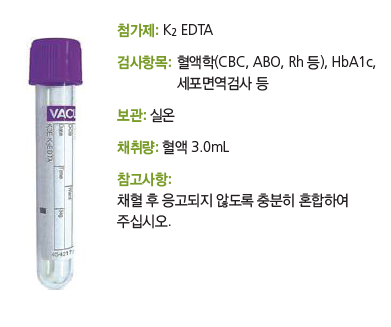 첨가제: K₂ EDTA
검사항목: 혈액학(CBC, ABO, Rh 등), HbA1c,
세포면역검사 등
보관: 실온
채취량: 혈액 3.0mL
참고사항:
채혈 후 응고되지 않도록 충분히 혼합하여
주십시오.
VACU
Date
Time